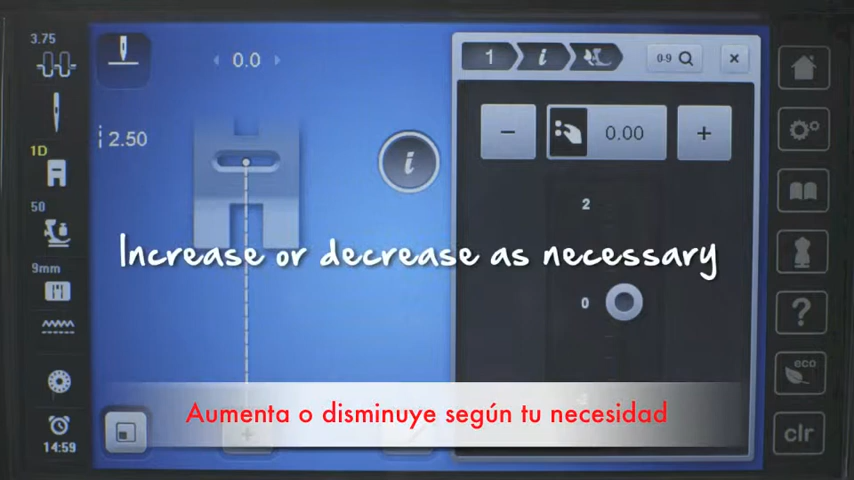 3.75
0.0
1
i
0-9
2.50
0.00
1D
i
50
2
9mm
Increase or decrease as necessary
0
eco
Aumenta o disminuye según tu necesidad
14:59
clr
?